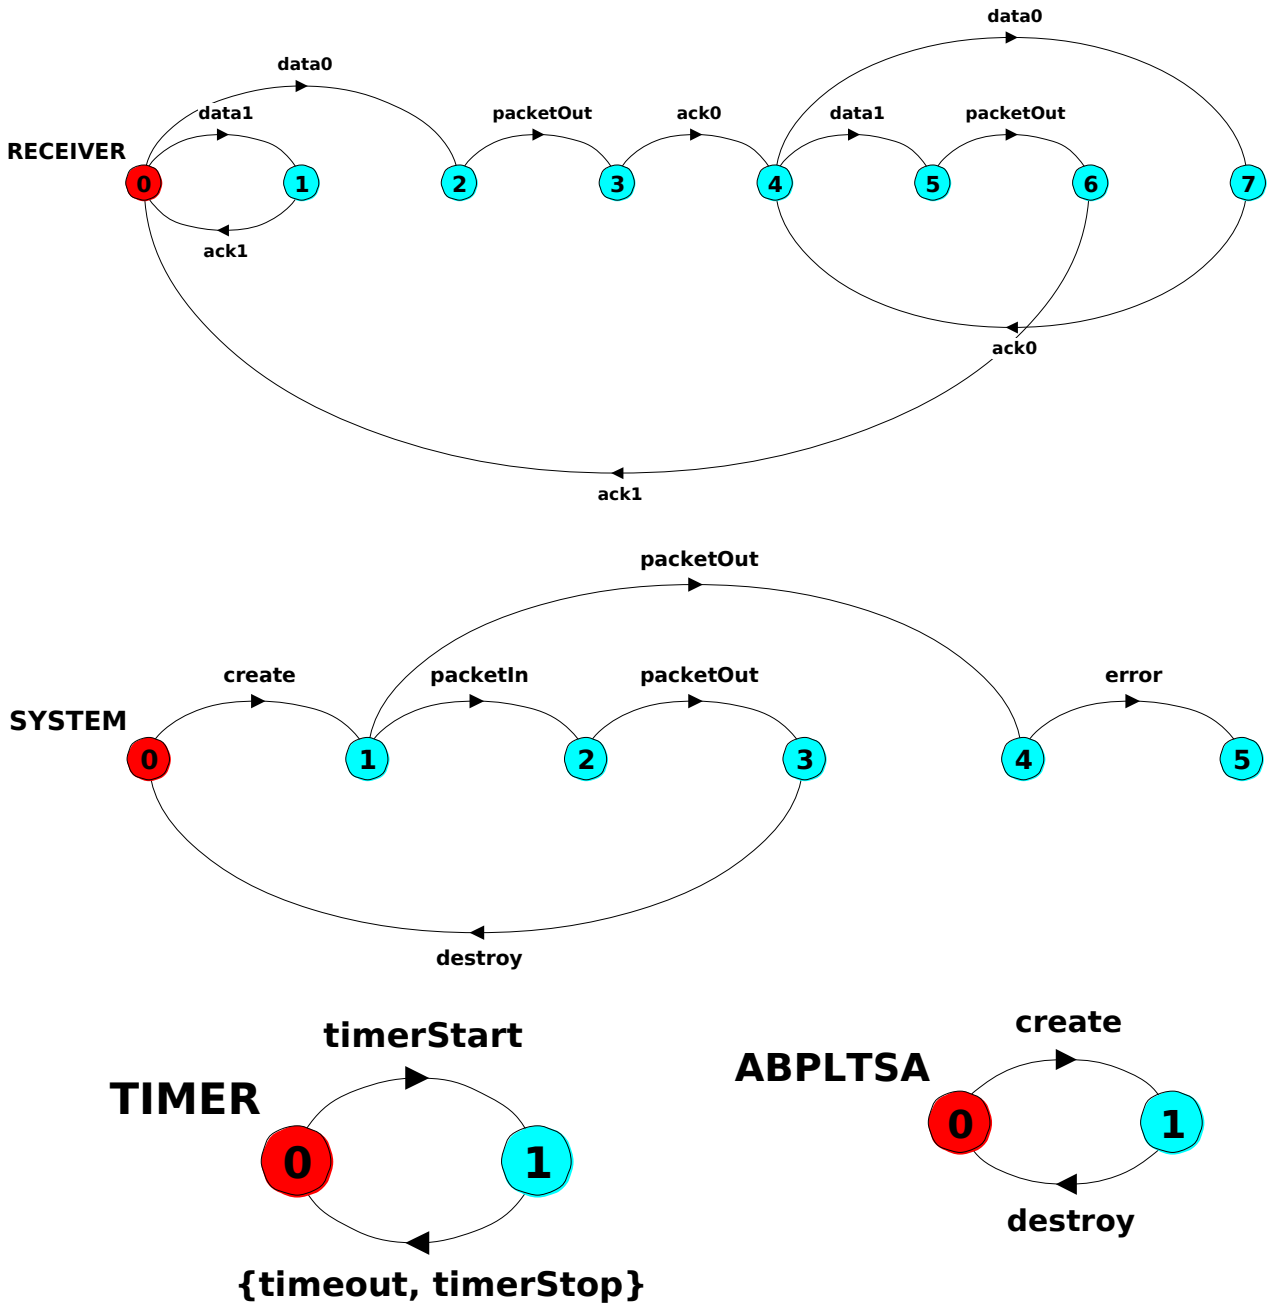 data0
data0
data1 packetOut ack0 data1 packetOut
RECEIVER
0 1 2 3 4 5 6 7
ack1
ack0
ack1
packetOut
create packetIn packetOut error
SYSTEM
0 1 2 3 4 5
destroy
timerStart
TIMER
0 1
{timeout, timerStop}
create
ABPLTSA
0 1
destroy